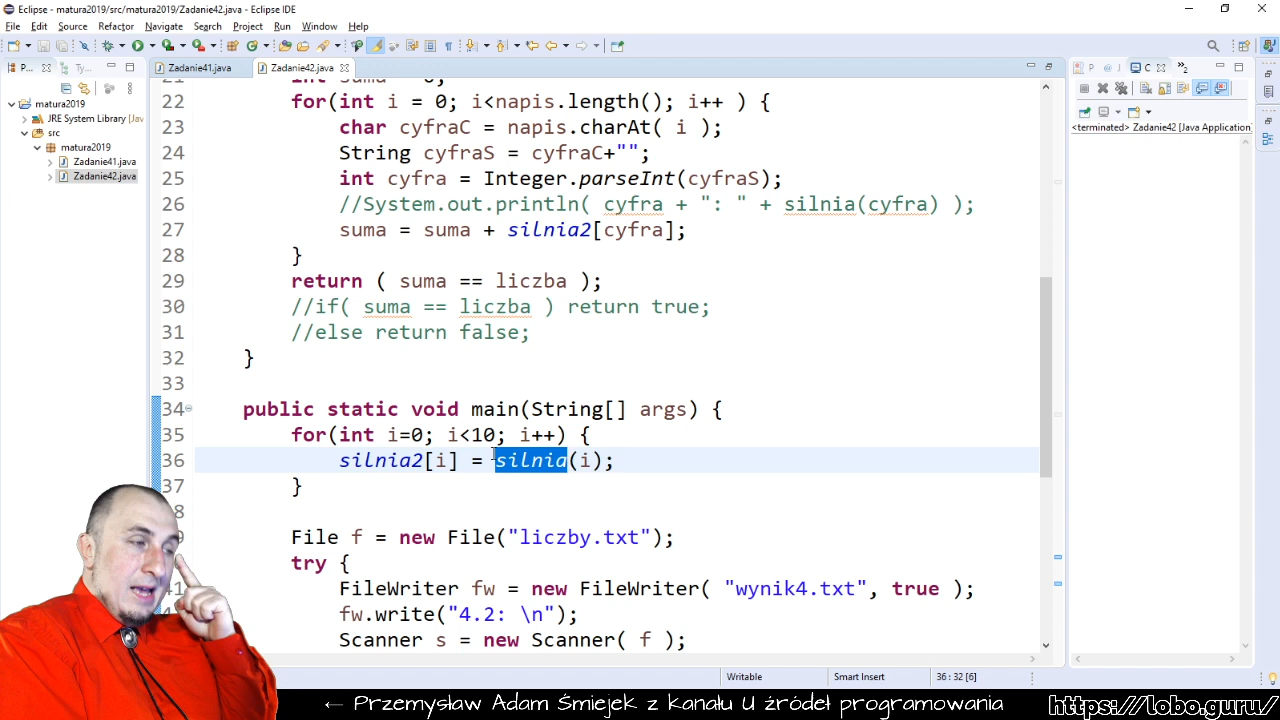 Eclipse - matura2019/src/matura2019/Zadanie42.java - Eclipse IDE
File Edit Source Refactor Navigate Search Project Run Window Help
P... Ty... Zadanie41.java Zadanie42.java P @ J C »2
matura2019
JRE System Library [Jav
src
matura2019
Zadanie41.java
Zadanie42.java
<terminated> Zadanie42 [Java Application]
22 for(int i = 0; i<napis.length(); i++ ) {
23 char cyfraC = napis.charAt( i );
24 String cyfraS = cyfraC+"";
25 int cyfra = Integer.parseInt(cyfraS);
26 //System.out.println( cyfra + ": " + silnia(cyfra) );
27 suma = suma + silnia2[cyfra];
28 }
29 return ( suma == liczba );
30 //if( suma == liczba ) return true;
31 //else return false;
32 }
33
34 public static void main(String[] args) {
35 for(int i=0; i<10; i++) {
36 silnia2[i] = silnia(i);
37 }
File f = new File("liczby.txt");
try {
41 FileWriter fw = new FileWriter( "wynik4.txt", true );
fw.write("4.2: \n");
Scanner s = new Scanner( f );
Writable Smart Insert 36 : 32 [6]
← Przemysław Adam Śmiejek z kanału U źródeł programowania https://lobo.guru/